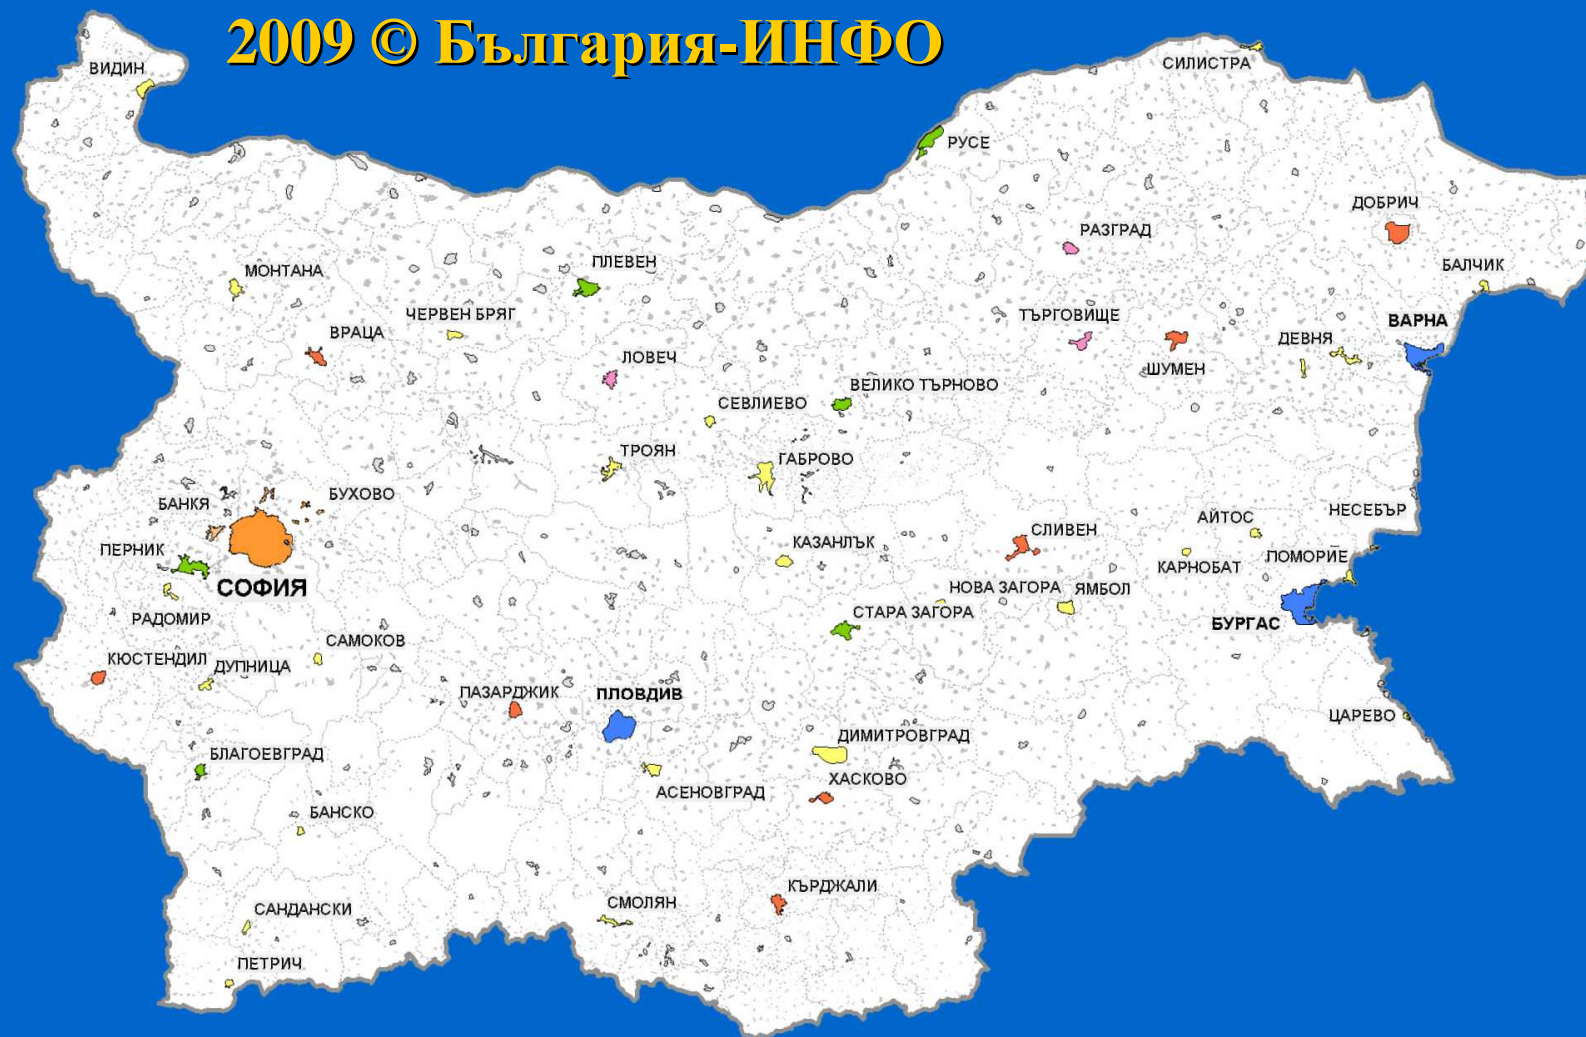 2009 © България-ИНФО
ВИДИН
СИЛИСТРА
РУСЕ
ДОБРИЧ
РАЗГРАД
ПЛЕВЕН
БАЛЧИК
МОНТАНА
ЧЕРВЕН БРЯГ
ТЪРГОВИЩЕ
ВАРНА
ВРАЦА
ДЕВНЯ
ЛОВЕЧ
ШУМЕН
ВЕЛИКО ТЪРНОВО
СЕВЛИЕВО
ТРОЯН
ГАБРОВО
БАНКЯ
БУХОВО
НЕСЕБЪР
АЙТОС
СЛИВЕН
КАЗАНЛЪК
ПЕРНИК
ПОМОРИЕ
КАРНОБАТ
СОФИЯ
НОВА ЗАГОРА
ЯМБОЛ
СТАРА ЗАГОРА
РАДОМИР
БУРГАС
САМОКОВ
КЮСТЕНДИЛ
ДУПНИЦА
ПАЗАРДЖИК
ПЛОВДИВ
ЦАРЕВО
ДИМИТРОВГРАД
БЛАГОЕВГРАД
ХАСКОВО
АСЕНОВГРАД
БАНСКО
КЪРДЖАЛИ
СМОЛЯН
САНДАНСКИ
ПЕТРИЧ